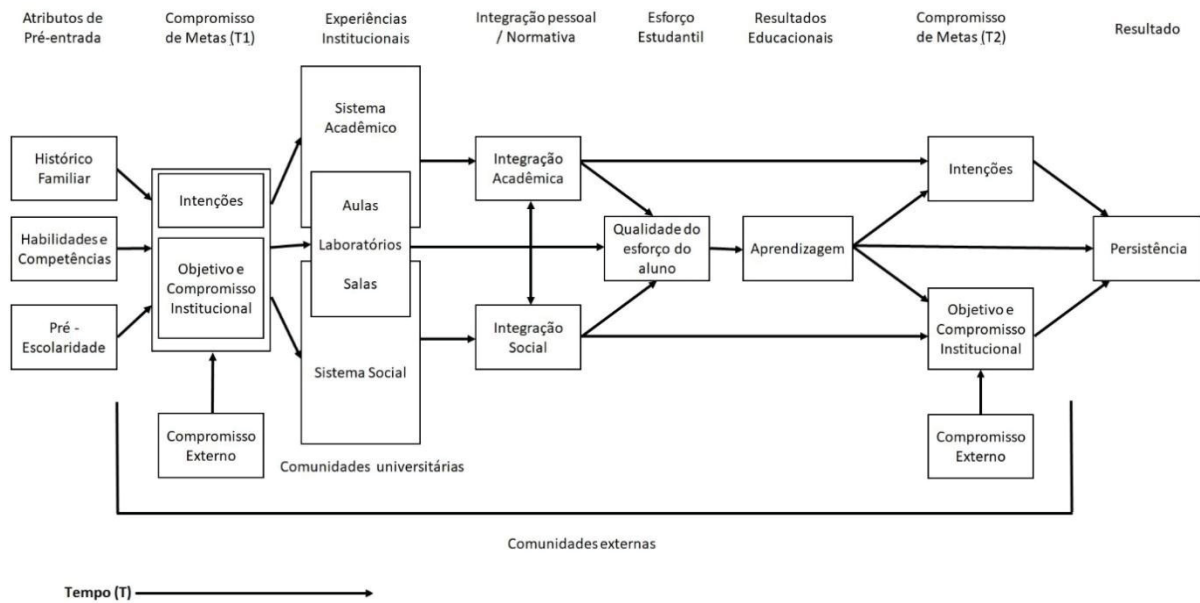 Atributos de
Pré-entrada
Compromisso
de Metas (T1)
Experiências
Institucionais
Integração pessoal
/ Normativa
Esforço
Estudantil
Resultados
Educacionais
Compromisso
de Metas (T2)
Resultado
Histórico
Familiar
Habilidades e
Competências
Pré -
Escolaridade
Intenções
Objetivo e
Compromisso
Institucional
Compromisso
Externo
Sistema
Acadêmico
Aulas
Laboratórios
Salas
Sistema Social
Comunidades universitárias
Integração
Acadêmica
Integração
Social
Qualidade do
esforço do
aluno
Aprendizagem
Intenções
Objetivo e
Compromisso
Institucional
Compromisso
Externo
Persistência
Comunidades externas
Tempo (T)